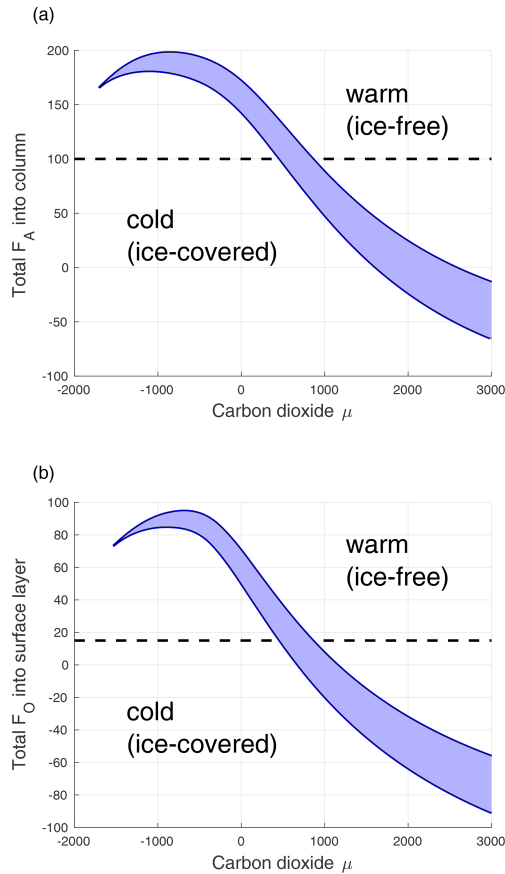 (a)
200
150
100
50
0
-50
-100
Total F_A into column
warm
(ice-free)
cold
(ice-covered)
-2000 -1000 0 1000 2000 3000
Carbon dioxide μ
(b)
100
80
60
40
20
0
-20
-40
-60
-80
-100
Total F_O into surface layer
warm
(ice-free)
cold
(ice-covered)
-2000 -1000 0 1000 2000 3000
Carbon dioxide μ